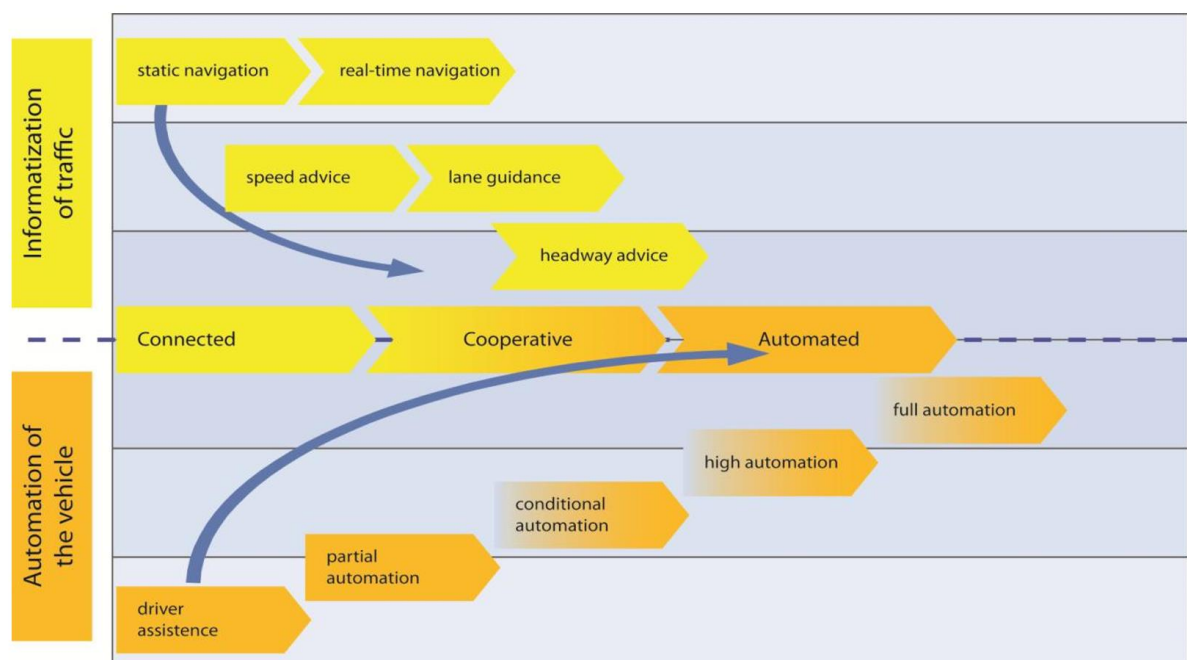 Informatization
of traffic
static navigation
real-time navigation
speed advice
lane guidance
headway advice
Connected
Cooperative
Automated
Automation of
the vehicle
full automation
high automation
conditional
automation
partial
automation
driver
assistence